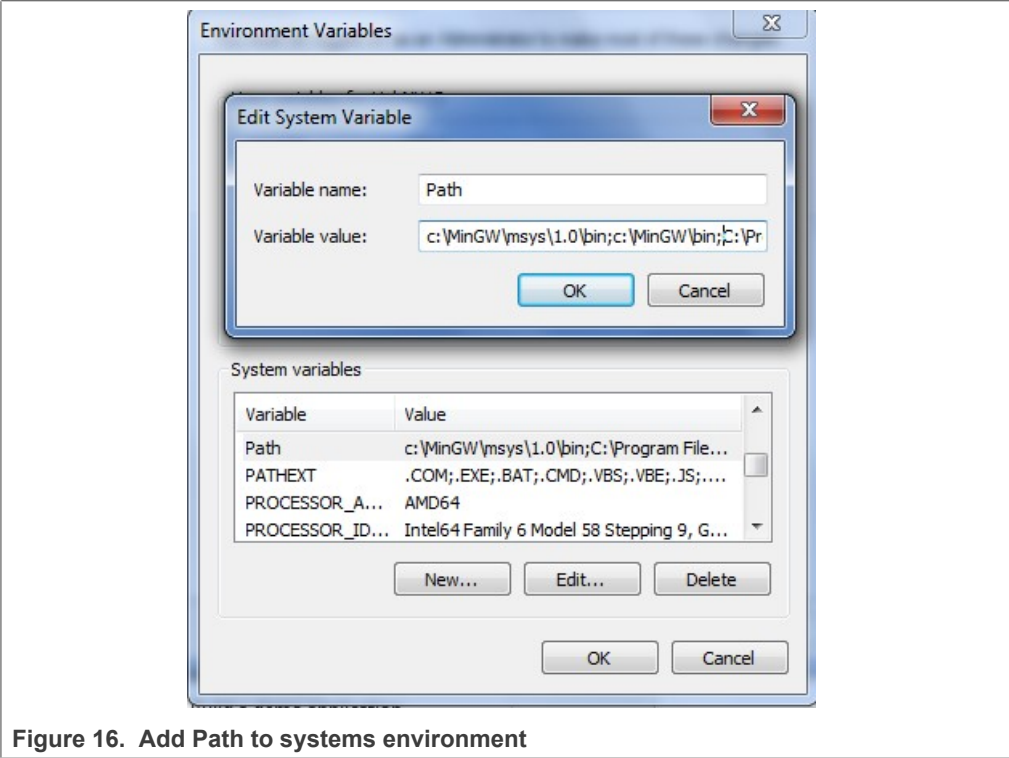 Environment Variables
Edit System Variable
Variable name:
Path
Variable value:
c:\MinGW\msys\1.0\bin;c:\MinGW\bin;C:\Pr
OK
Cancel
System variables
Variable Value
Path c:\MinGW\msys\1.0\bin;C:\Program File...
PATHEXT .COM;.EXE;.BAT;.CMD;.VBS;.VBE;.JS;....
PROCESSOR_A... AMD64
PROCESSOR_ID... Intel64 Family 6 Model 58 Stepping 9, G...
New... Edit... Delete
OK Cancel
Figure 16. Add Path to systems environment